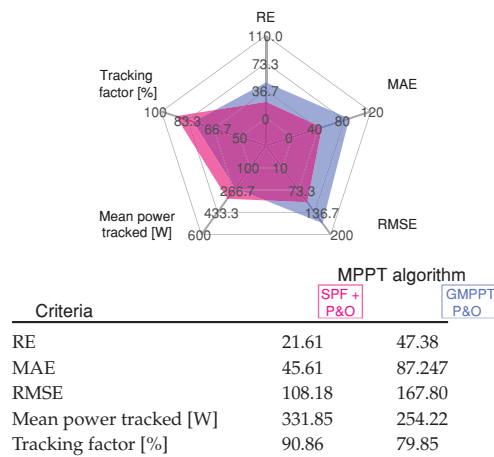 RE
110.0
73.3
36.7
0
Tracking
factor [%]
MAE
100 83.3 66.7 50 0 40 80 120
100 10
266.7 73.3
433.3 136.7
600 200
Mean power
tracked [W]
RMSE
MPPT algorithm
Criteria SPF + P&O GMPPT P&O
RE 21.61 47.38
MAE 45.61 87.247
RMSE 108.18 167.80
Mean power tracked [W] 331.85 254.22
Tracking factor [%] 90.86 79.85